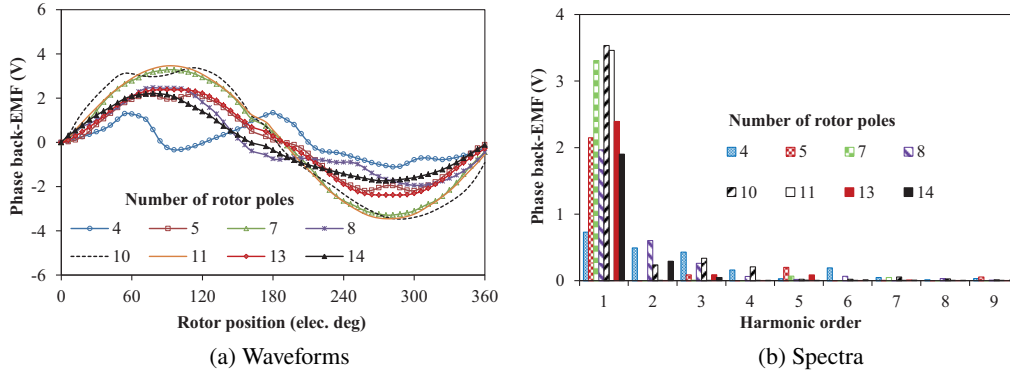 Phase back-EMF (V)
6
4
2
0
-2
-4
-6
Number of rotor poles
4 5 7 8
10 11 13 14
0 60 120 180 240 300 360
Rotor position (elec. deg)
(a) Waveforms
Phase back-EMF (V)
4
3
2
1
0
Number of rotor poles
4 5 7 8
10 11 13 14
1 2 3 4 5 6 7 8 9
Harmonic order
(b) Spectra